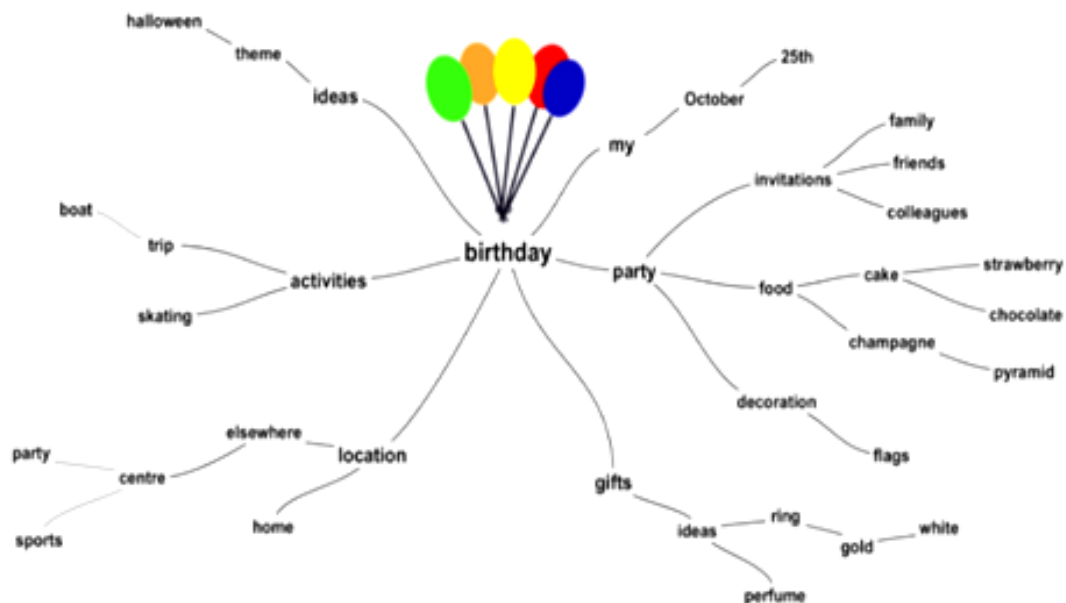 halloween
theme
ideas
25th
October
my
birthday
party
invitations
family
friends
colleagues
food
cake
strawberry
chocolate
champagne
pyramid
decoration
flags
gifts
ideas
ring
gold
white
perfume
location
elsewhere
centre
party
sports
home
activities
trip
boat
skating